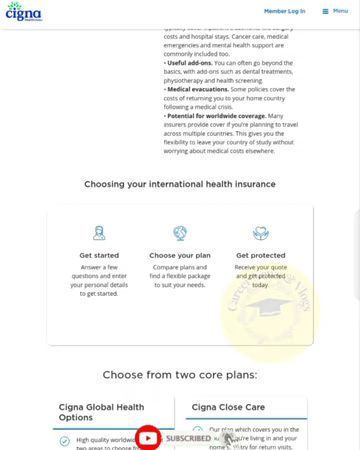 cigna
Member Log In
Menu
costs and hospital stays. Cancer care, medical
emergencies and mental health support are
commonly included too.
• Useful add-ons. You can often go beyond the
basics, with add-ons such as dental treatments,
physiotherapy and health screening.
• Medical evacuations. Some policies cover the
costs of returning you to your home country
following a medical crisis.
• Potential for worldwide coverage. Many
insurers provide cover if you're planning to travel
across multiple countries. This gives you the
flexibility to leave your country of study without
worrying about medical costs elsewhere.
Choosing your international health insurance
Get started
Answer a few
questions and enter
your personal details
to get started.
Choose your plan
Compare plans and
find a flexible package
to suit your needs.
Get protected
Receive your quote
and get protected
today.
Vlogs
Choose from two core plans:
Cigna Global Health
Options
High quality worldwide
two areas to choose
Cigna Close Care
Our plan which covers you in the
you're living in and your
home for return visits.
SUBSCRIBED